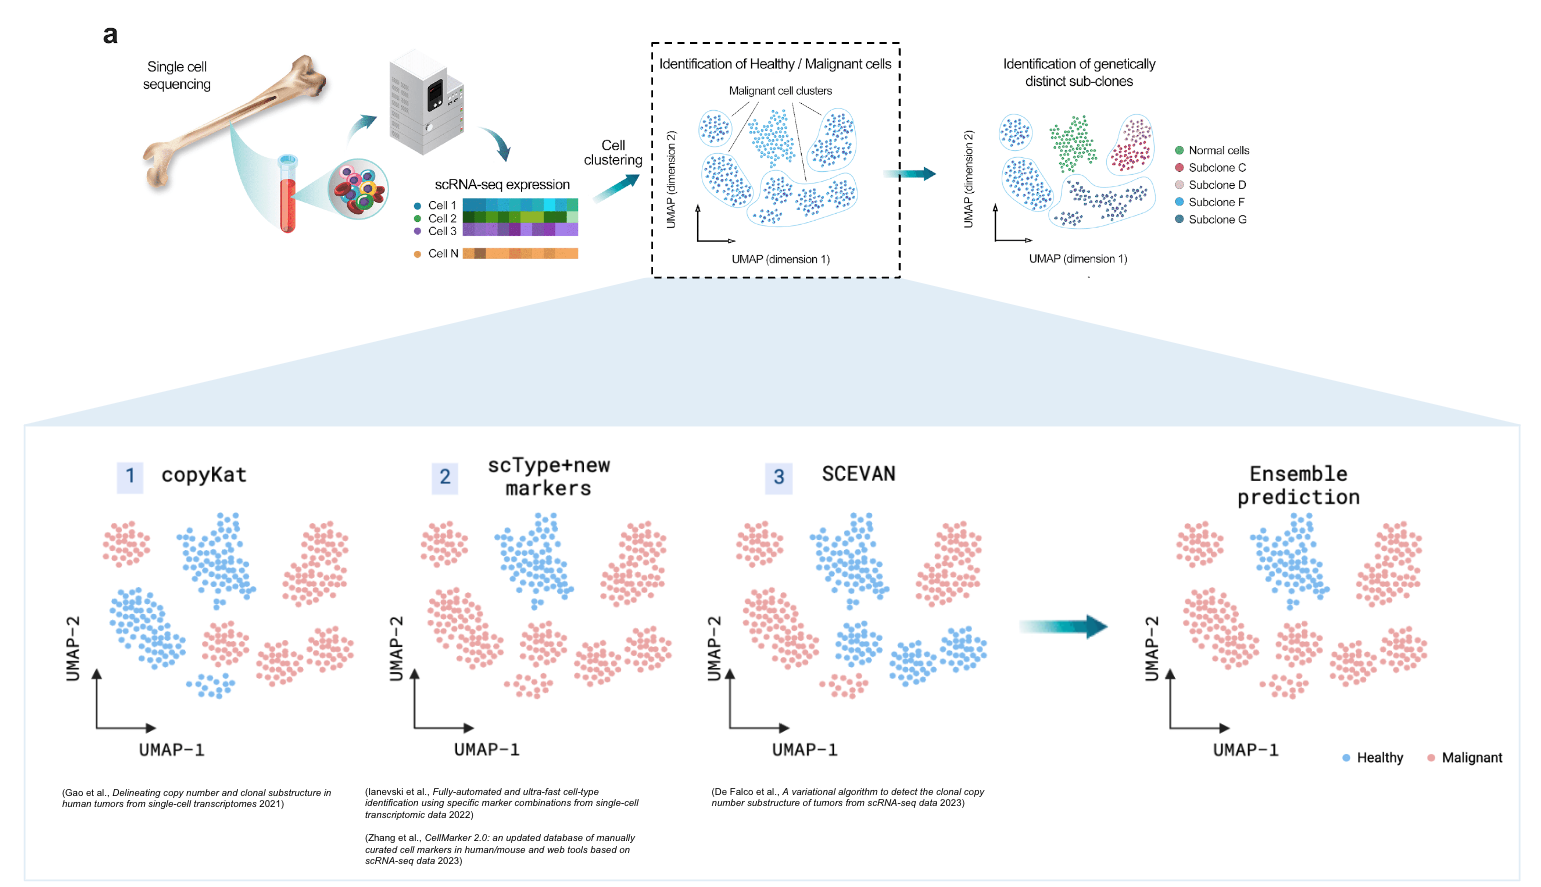 a
Single cell
sequencing
scRNA-seq expression
Cell 1
Cell 2
Cell 3
Cell N
Cell
clustering
Identification of Healthy / Malignant cells
Malignant cell clusters
UMAP (dimension 2)
UMAP (dimension 1)
Identification of genetically
distinct sub-clones
UMAP (dimension 2)
UMAP (dimension 1)
Normal cells
Subclone C
Subclone D
Subclone F
Subclone G
1 copyKat
UMAP-2
UMAP-1
(Gao et al., Delineating copy number and clonal substructure in
human tumors from single-cell transcriptomes 2021)
2 scType+new
markers
UMAP-2
UMAP-1
(Ianevski et al., Fully-automated and ultra-fast cell-type
identification using specific marker combinations from single-cell
transcriptomic data 2022)
(Zhang et al., CellMarker 2.0: an updated database of manually
curated cell markers in human/mouse and web tools based on
scRNA-seq data 2023)
3 SCEVAN
UMAP-2
UMAP-1
(De Falco et al., A variational algorithm to detect the clonal copy
number substructure of tumors from scRNA-seq data 2023)
Ensemble
prediction
UMAP-2
UMAP-1
Healthy
Malignant